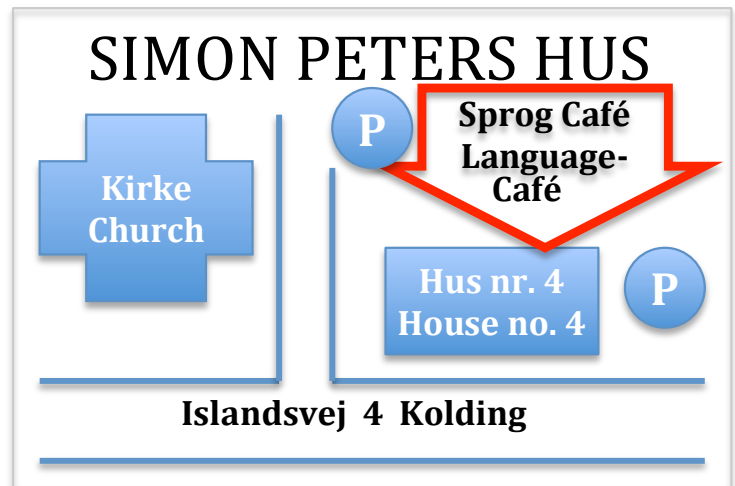 SIMON PETERS HUS
P
Sprog Café
Language-
Café
Kirke
Church
Hus nr. 4
House no. 4
P
Islandsvej 4 Kolding